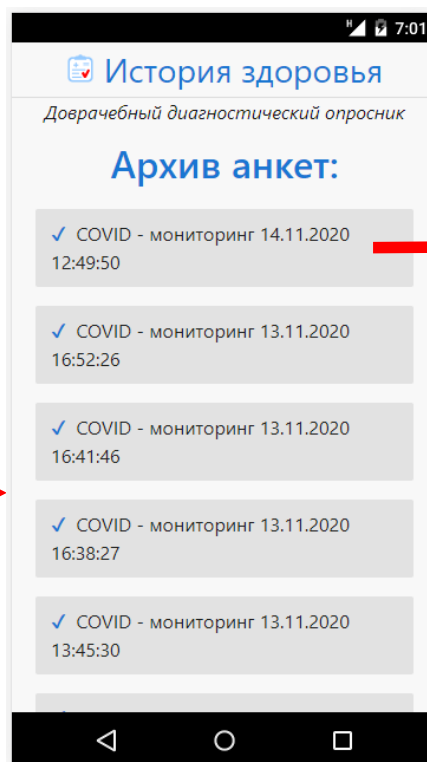 H 7:01
История здоровья
Доврачебный диагностический опросник
Архив анкет:
✓ COVID - мониторинг 14.11.2020
12:49:50
✓ COVID - мониторинг 13.11.2020
16:52:26
✓ COVID - мониторинг 13.11.2020
16:41:46
✓ COVID - мониторинг 13.11.2020
16:38:27
✓ COVID - мониторинг 13.11.2020
13:45:30